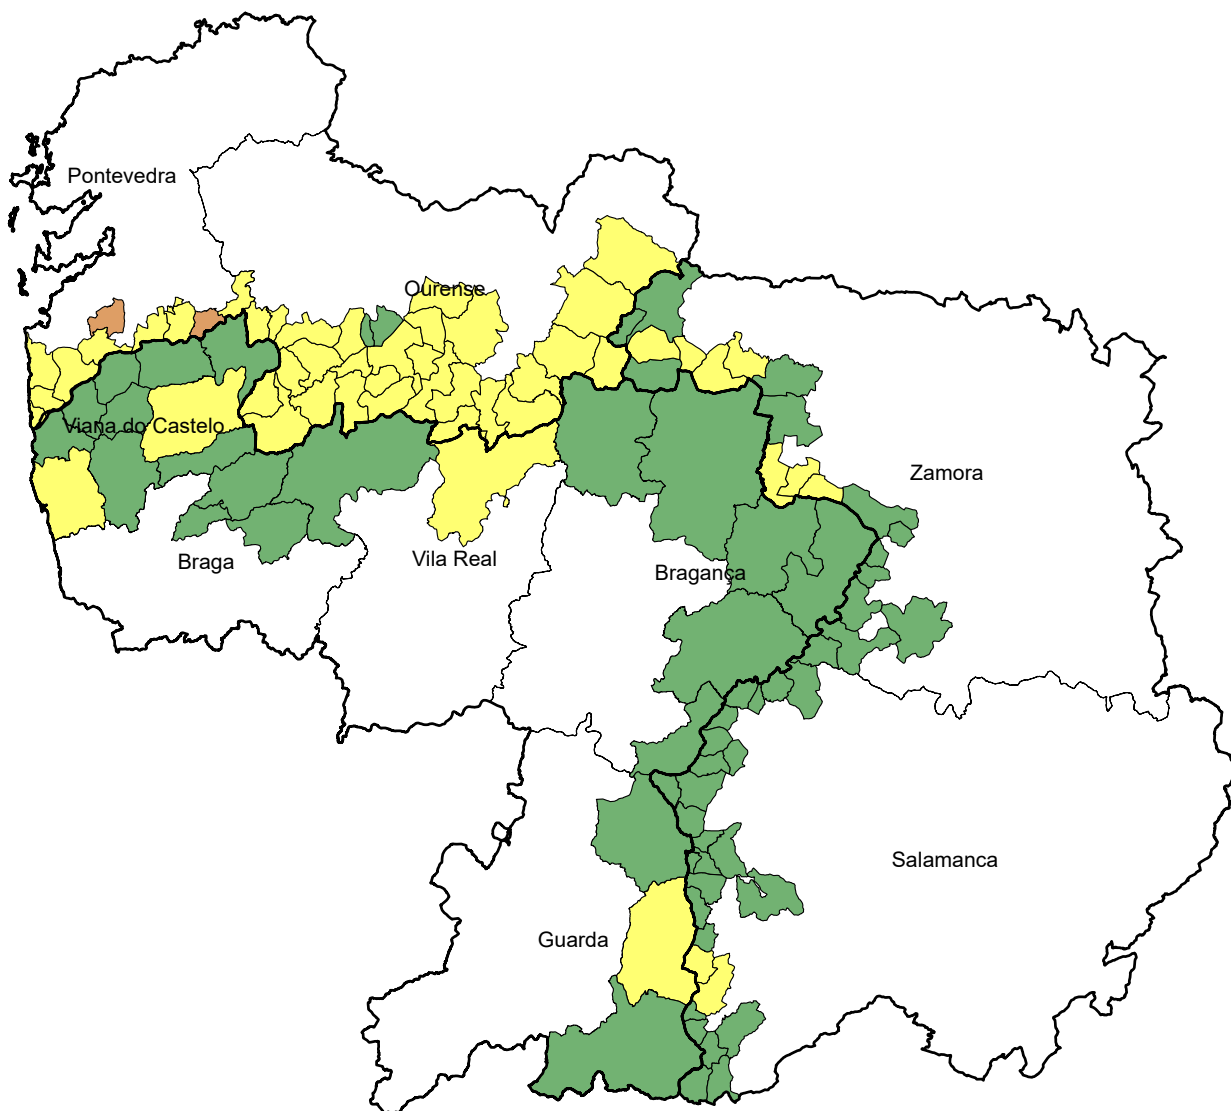 Pontevedra
Ourense
Viana do Castelo
Zamora
Braga
Vila Real
Bragança
Salamanca
Guarda